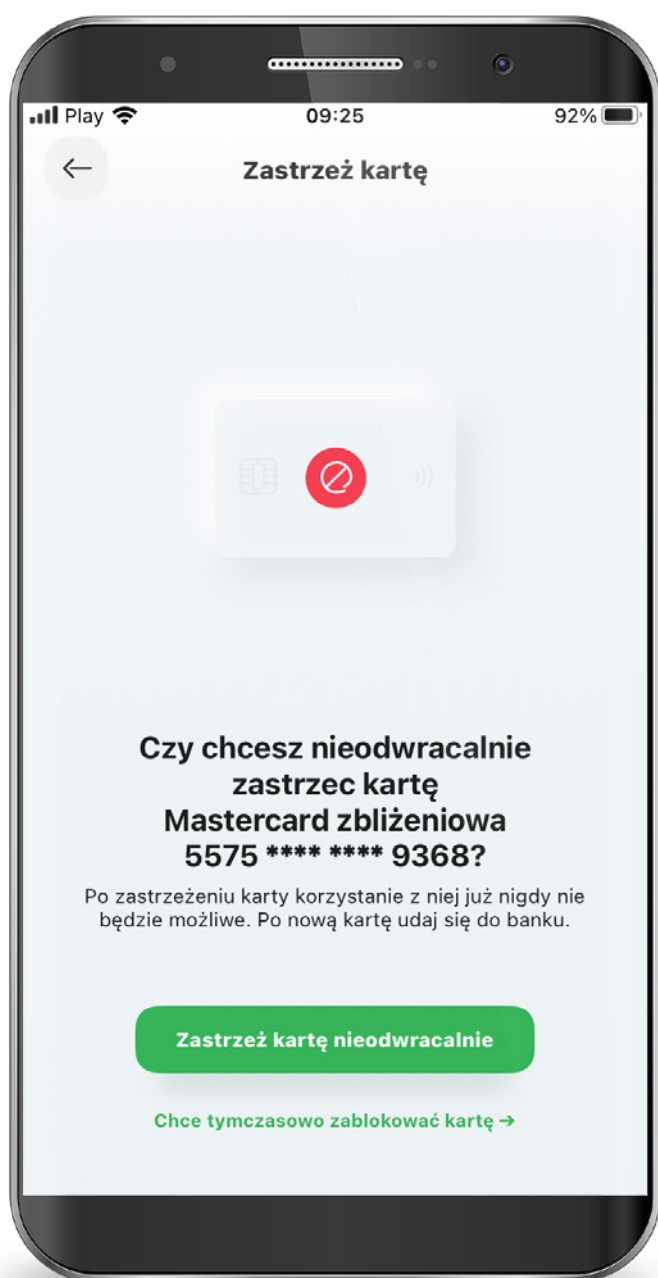 Play 09:25 92%
Zastrzeż kartę
Czy chcesz nieodwracalnie
zastrzec kartę
Mastercard zbliżeniowa
5575 **** **** 9368?
Po zastrzeżeniu karty korzystanie z niej już nigdy nie
będzie możliwe. Po nową kartę udaj się do banku.
Zastrzeż kartę nieodwracalnie
Chce tymczasowo zablokować kartę →